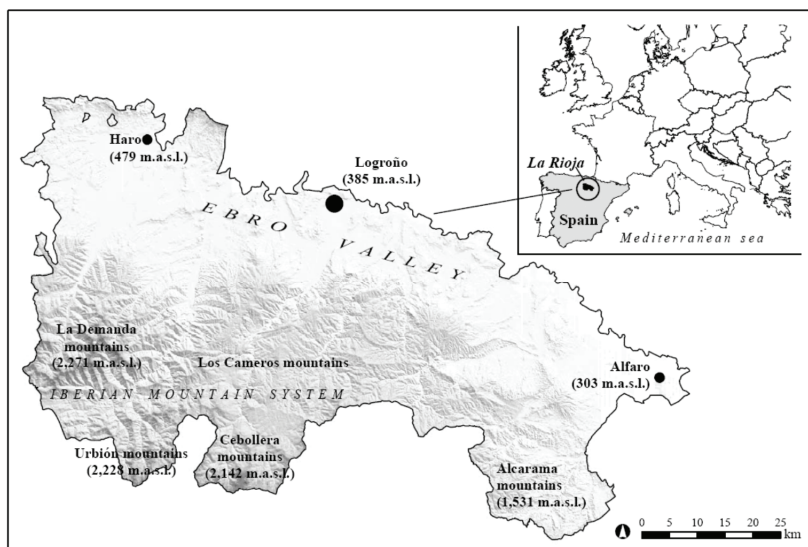 Haro
(479 m.a.s.l.)
Logroño
(385 m.a.s.l.)
La Rioja
Spain
Mediterranean sea
EBRO VALLEY
La Demanda
mountains
(2,271 m.a.s.l.)
Los Cameros mountains
Alfaro
(303 m.a.s.l.)
IBERIAN MOUNTAIN SYSTEM
Urbión mountains
(2,228 m.a.s.l.)
Cebollera
mountains
(2,142 m.a.s.l.)
Alcarama
mountains
(1,531 m.a.s.l.)
0 5 10 15 20 25
km